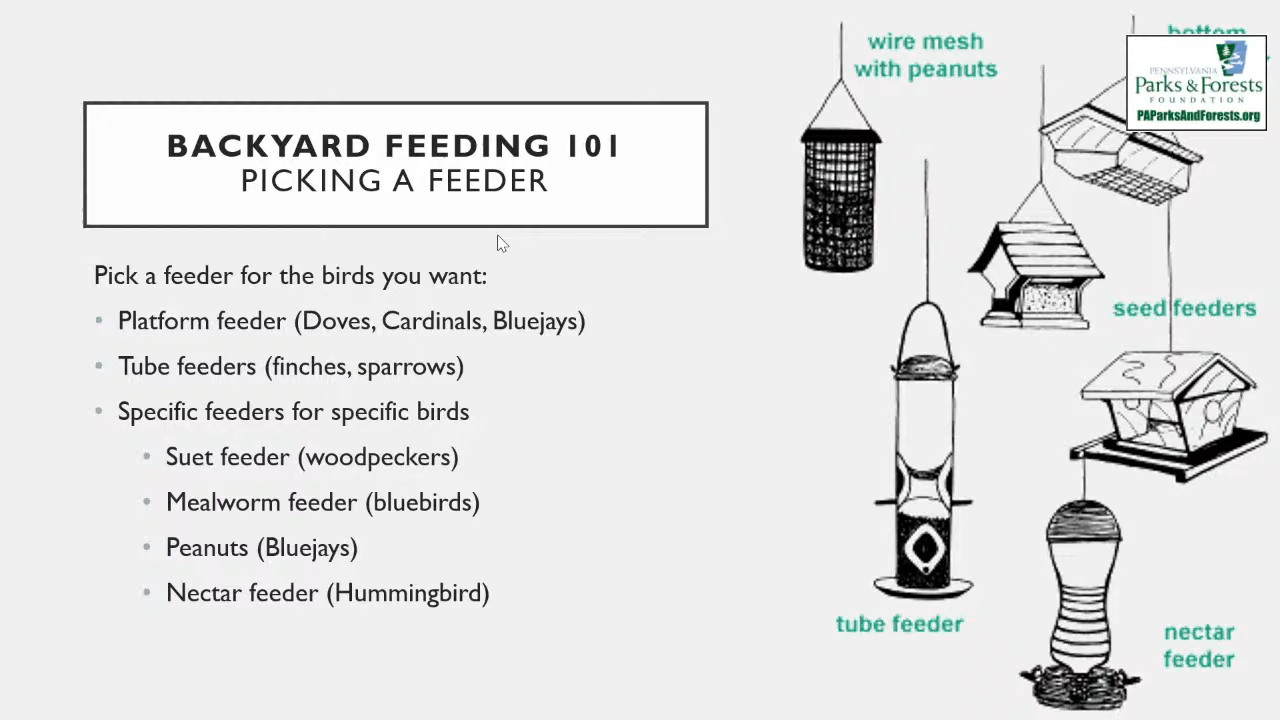 BACKYARD FEEDING 101
PICKING A FEEDER
Pick a feeder for the birds you want:
• Platform feeder (Doves, Cardinals, Bluejays)
• Tube feeders (finches, sparrows)
• Specific feeders for specific birds
• Suet feeder (woodpeckers)
• Mealworm feeder (bluebirds)
• Peanuts (Bluejays)
• Nectar feeder (Hummingbird)
wire mesh
with peanuts
bottom
PENNSYLVANIA
Parks & Forests
FOUNDATION
PAParksAndForests.org
seed feeders
tube feeder
nectar
feeder